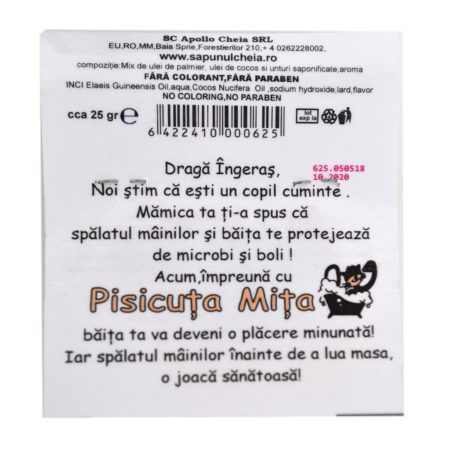 SC Apollo Cheia SRL
EU,RO,MM,Baia Sprie,Forestierilor 210,+ 4 0262228002,
www.sapunulcheia.ro
compoziție:Mix de ulei de palmier, ulei de cocos si unturi saponificate,aroma
FĂRĂ COLORANT,FĂRĂ PARABEN
INCI Elaeis Guineensis Oil,aqua,Cocos Nucifera Oil ,sodium hydroxide,lard,flavor
NO COLORING,NO PARABEN
cca 25 gr e
6 422410 000625
lot
exp la
Dragă Îngeraș,
625.050518
10.2020
Noi știm că ești un copil cuminte .
Mămica ta ți-a spus că
spălatul mâinilor și băița te protejează
de microbi și boli !
Acum,împreună cu
Pisicuța Mița
băița ta va deveni o plăcere minunată!
Iar spălatul mâinilor înainte de a lua masa,
o joacă sănătoasă!